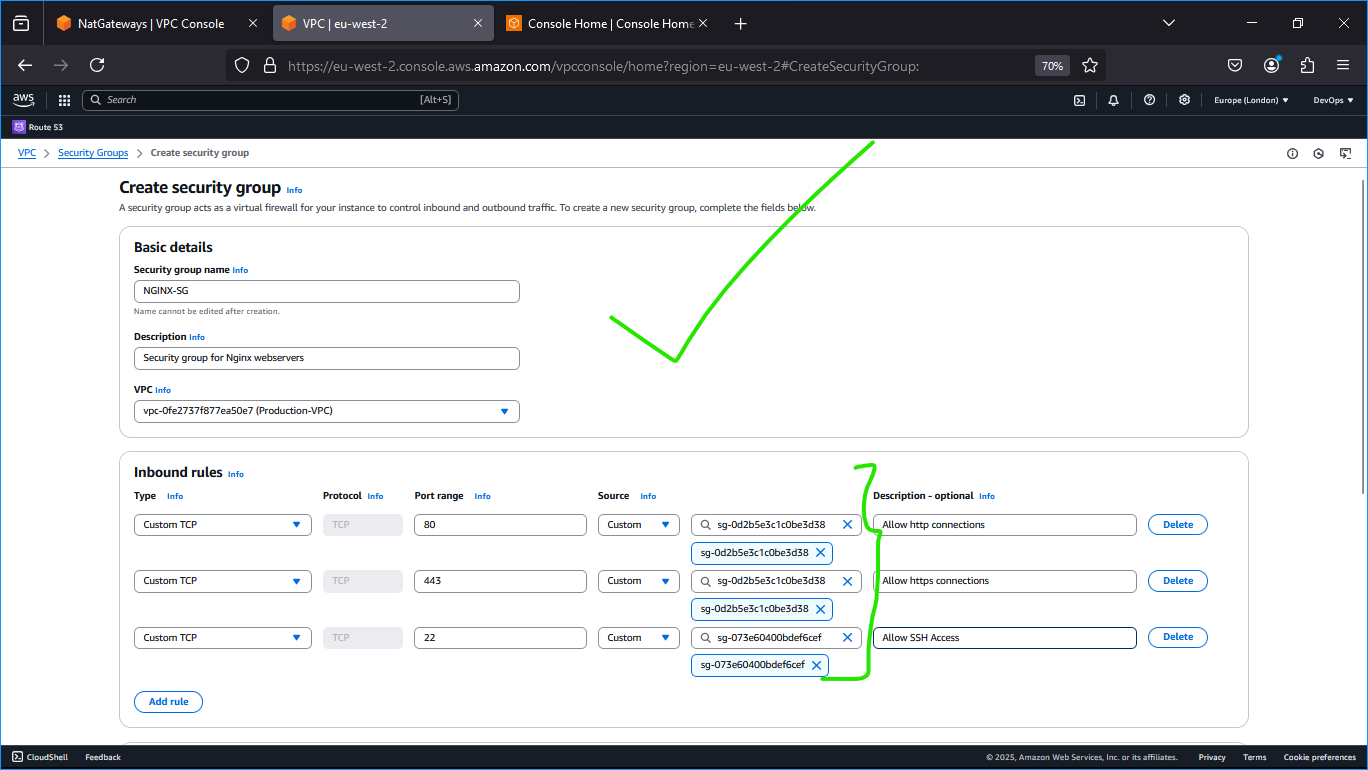 NatGateways | VPC Console
VPC | eu-west-2
Console Home | Console Home
https://eu-west-2.console.aws.amazon.com/vpconsole/home?region=eu-west-2#CreateSecurityGroup:
70%
aws
Search
[Alt+S]
Europe (London)
DevOps
Route 53
VPC
Security Groups
Create security group
Create security group Info
A security group acts as a virtual firewall for your instance to control inbound and outbound traffic. To create a new security group, complete the fields below.
Basic details
Security group name Info
NGINX-SG
Name cannot be edited after creation.
Description Info
Security group for Nginx webservers
VPC Info
vpc-0fe2737f877ea50e7 (Production-VPC)
Inbound rules Info
Type Info Protocol Info Port range Info Source Info Description - optional Info
Custom TCP TCP 80 Custom sg-0d2b5e3c1c0be3d38 Allow http connections Delete
sg-0d2b5e3c1c0be3d38
Custom TCP TCP 443 Custom sg-0d2b5e3c1c0be3d38 Allow https connections Delete
sg-0d2b5e3c1c0be3d38
Custom TCP TCP 22 Custom sg-073e60400bdef6cef Allow SSH Access Delete
sg-073e60400bdef6cef
Add rule
CloudShell Feedback © 2025, Amazon Web Services, Inc. or its affiliates. Privacy Terms Cookie preferences